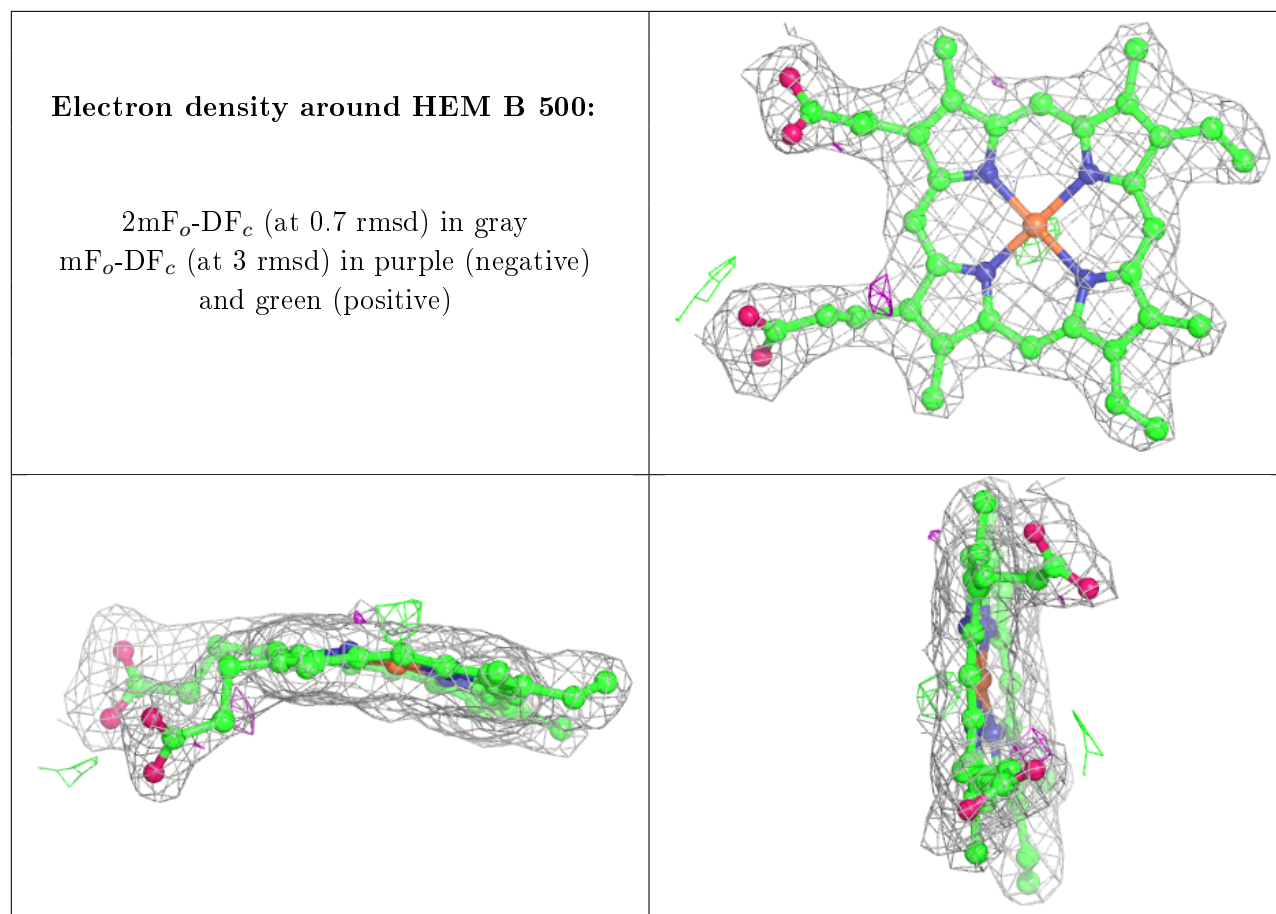 Electron density around HEM B 500:
2mFo-DFc (at 0.7 rmsd) in gray
mFo-DFc (at 3 rmsd) in purple (negative)
and green (positive)